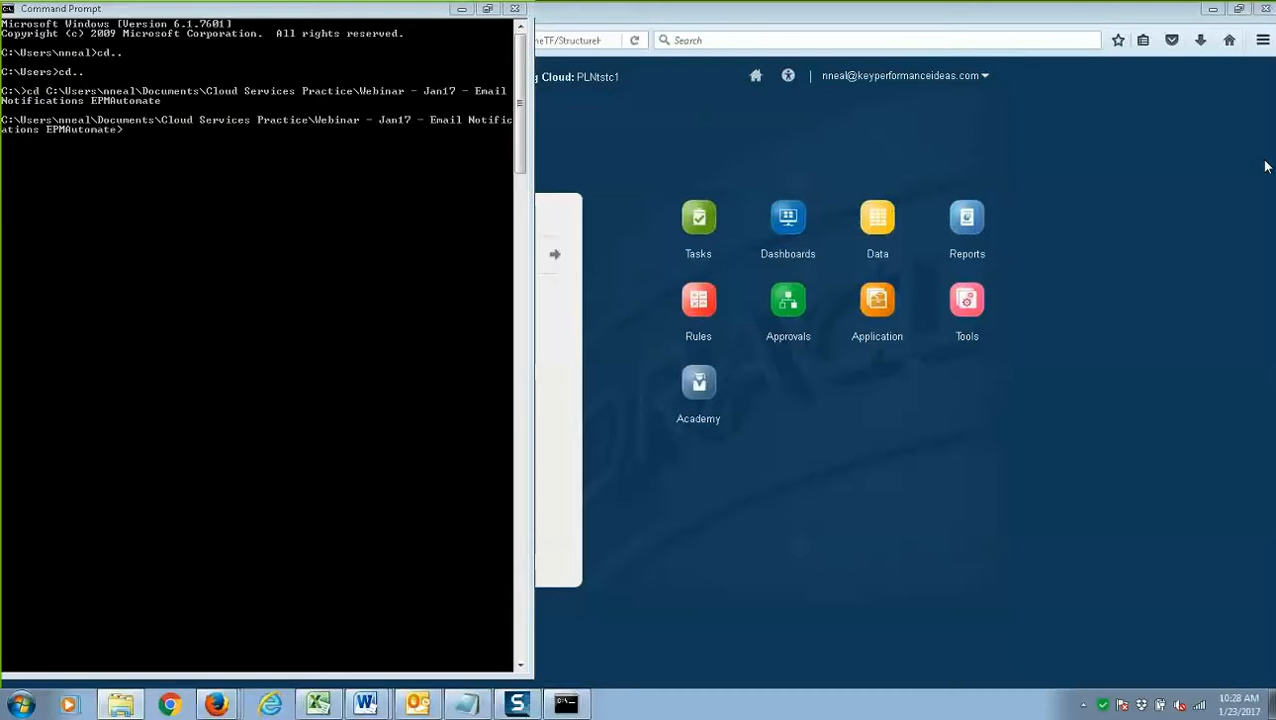 Command Prompt
Microsoft Windows [Version 6.1.7601]
Copyright (c) 2009 Microsoft Corporation.  All rights reserved.
C:\Users\nneal>cd..
C:\Users>cd..
C:\>cd C:\Users\nneal\Documents\Cloud Services Practice\Webinar - Jan17 - Email
Notifications EPMAutomate
C:\Users\nneal\Documents\Cloud Services Practice\Webinar - Jan17 - Email Notific
ations EPMAutomate>
Search
g Cloud: PLNtstc1
nneal@keyperformanceideas.com
Tasks
Dashboards
Data
Reports
Rules
Approvals
Application
Tools
Academy
10:28 AM
1/23/2017